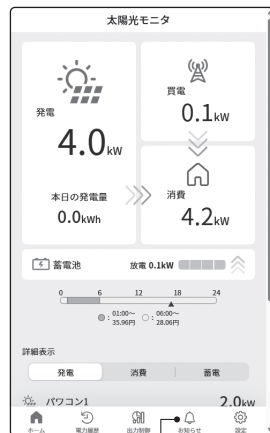 太陽光モニタ
発電
4.0kW
本日の発電量
0.0kWh
買電
0.1kW
消費
4.2kW
蓄電池
放電 0.1kW
0 6 12 18 24
: 01:00〜 35.96円
: 06:00〜 28.06円
詳細表示
発電 消費 蓄電
パワコン1 2.0kW
ホーム 電力履歴 出力制御 お知らせ 設定